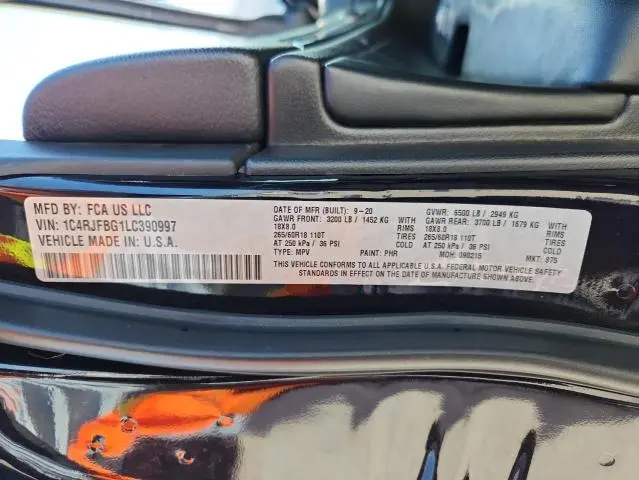 MFD BY: FCA US LLC
VIN: 1C4RJFBG1LC390997
VEHICLE MADE IN U.S.A.
DATE OF MFR (BUILT): 9-20
GAWR FRONT: 3200 LB / 1452 KG
18X8.0
265/60R18 110T
AT 250 kPa / 36 PSI
TYPE: MPV
WITH
RIMS
TIRES
COLD
PAINT: PXR
GVWR: 6500 LB / 2949 KG
GAWR REAR: 3700 LB / 1679 KG
18X8.0
265/60R18 110T
AT 250 kPa / 36 PSI
MDH: 090215
WITH
RIMS
TIRES
COLD
MKT: 875
THIS VEHICLE CONFORMS TO ALL APPLICABLE U.S.A. FEDERAL MOTOR VEHICLE SAFETY
STANDARDS IN EFFECT ON THE DATE OF MANUFACTURE SHOWN ABOVE.